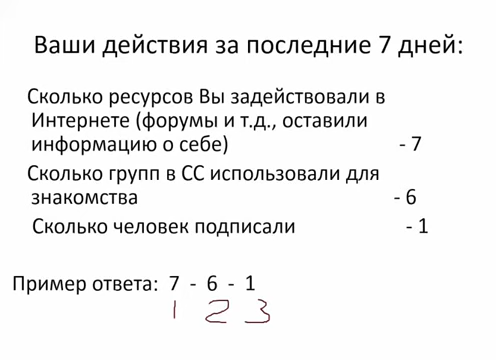 Ваши действия за последние 7 дней:
Сколько ресурсов Вы задействовали в
Интернете (форумы и т.д., оставили
информацию о себе) - 7
Сколько групп в СС использовали для
знакомства - 6
Сколько человек подписали - 1
Пример ответа: 7 - 6 - 1
1 2 3